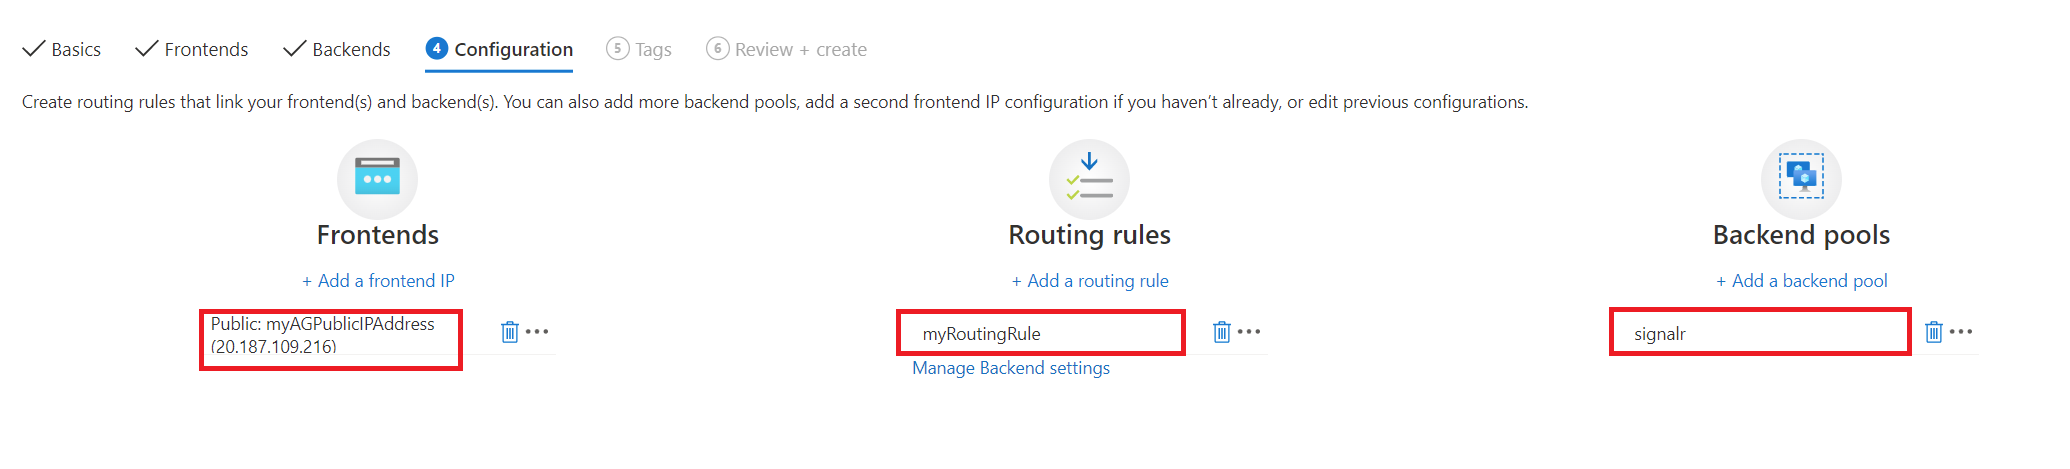 Basics Frontends Backends 4 Configuration 5 Tags 6 Review + create
Create routing rules that link your frontend(s) and backend(s). You can also add more backend pools, add a second frontend IP configuration if you haven’t already, or edit previous configurations.
Frontends
+ Add a frontend IP
Public: myAGPublicIPAddress
(20.187.109.216)
Routing rules
+ Add a routing rule
myRoutingRule
Manage Backend settings
Backend pools
+ Add a backend pool
signalr